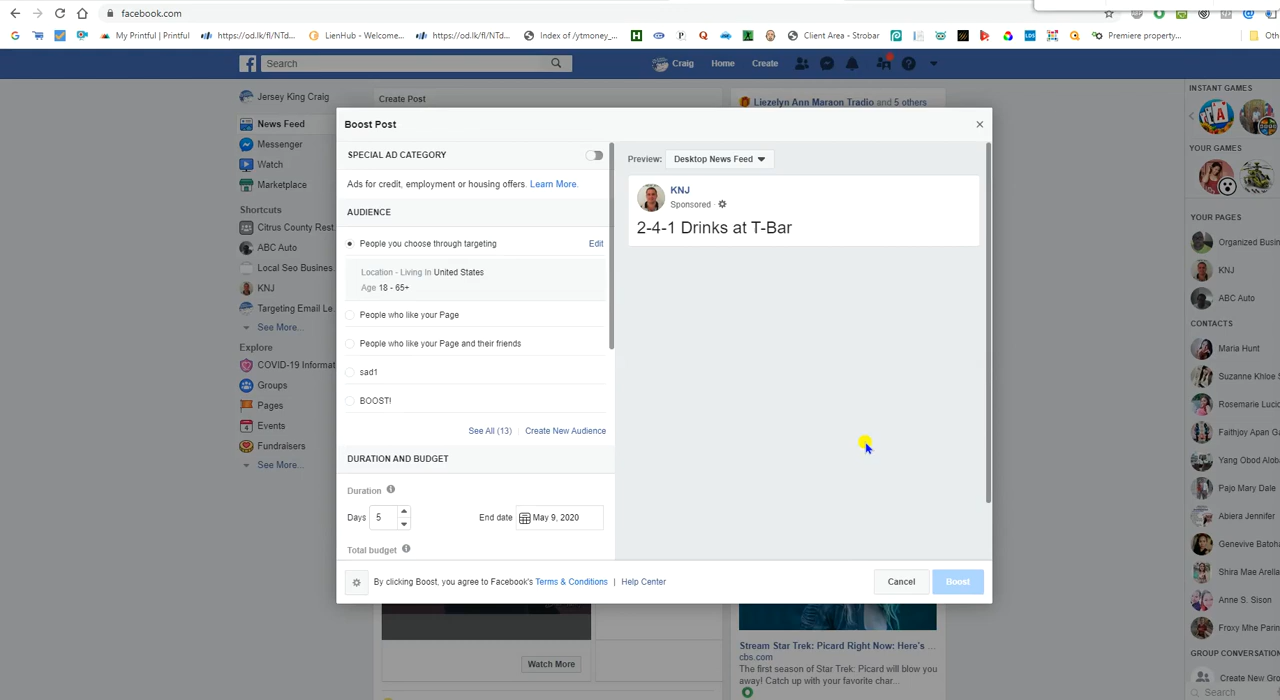 facebook.com
My Printful | Printful
https://od.lk/fl/NTd...
LienHub - Welcome...
https://od.lk/fl/NTd...
Index of /ytmoney_...
Client Area - Strobar
Premiere property...
Oth
Search
Craig
Home
Create
Jersey King Craig
News Feed
Messenger
Watch
Marketplace
Shortcuts
Citrus County Rest
ABC Auto
Local Seo Busines.
KNJ
Targeting Email Le.
See More...
Explore
COVID-19 Informat
Groups
Pages
Events
Fundraisers
See More...
Create Post
Liezelyn Ann Maraon Tradio and 5 others
Boost Post
SPECIAL AD CATEGORY
Ads for credit, employment or housing offers. Learn More.
AUDIENCE
People you choose through targeting
Edit
Location - Living In United States
Age 18 - 65+
People who like your Page
People who like your Page and their friends
sad1
BOOST!
See All (13)
Create New Audience
DURATION AND BUDGET
Duration
Days 5
End date May 9, 2020
Total budget
Preview: Desktop News Feed
KNJ
Sponsored
2-4-1 Drinks at T-Bar
By clicking Boost, you agree to Facebook's Terms & Conditions | Help Center
Cancel
Boost
Watch More
Stream Star Trek: Picard Right Now: Here's ...
cbs.com
The first season of Star Trek: Picard will blow you
away! Catch up with your favorite char...
INSTANT GAMES
YOUR GAMES
YOUR PAGES
Organized Busin
KNJ
ABC Auto
CONTACTS
Maria Hunt
Suzanne Khloe S
Rosemarie Lucio
Faithjoy Apan Ga
Yang Obod Aloba
Pajo Mary Dale
Abiera Jennifer
Genevive Batoha
Shira Mae Arella
Anne S. Sison
Froxy Mhe Parin
GROUP CONVERSATION
Create New Gro
Search